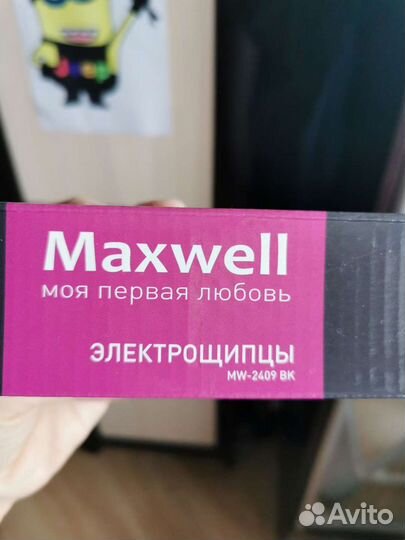 Maxwell
моя первая любовь
ЭЛЕКТРОЩИПЦЫ
MW-2409 BK
Avito